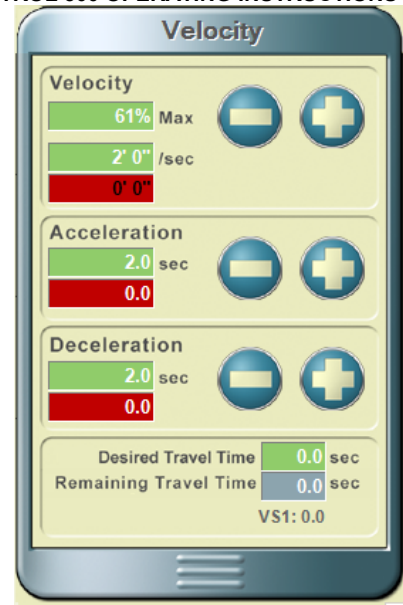 Velocity
Velocity
61% Max
2' 0" /sec
0' 0"
Acceleration
2.0 sec
0.0
Deceleration
2.0 sec
0.0
Desired Travel Time 0.0 sec
Remaining Travel Time 0.0 sec
VS1: 0.0